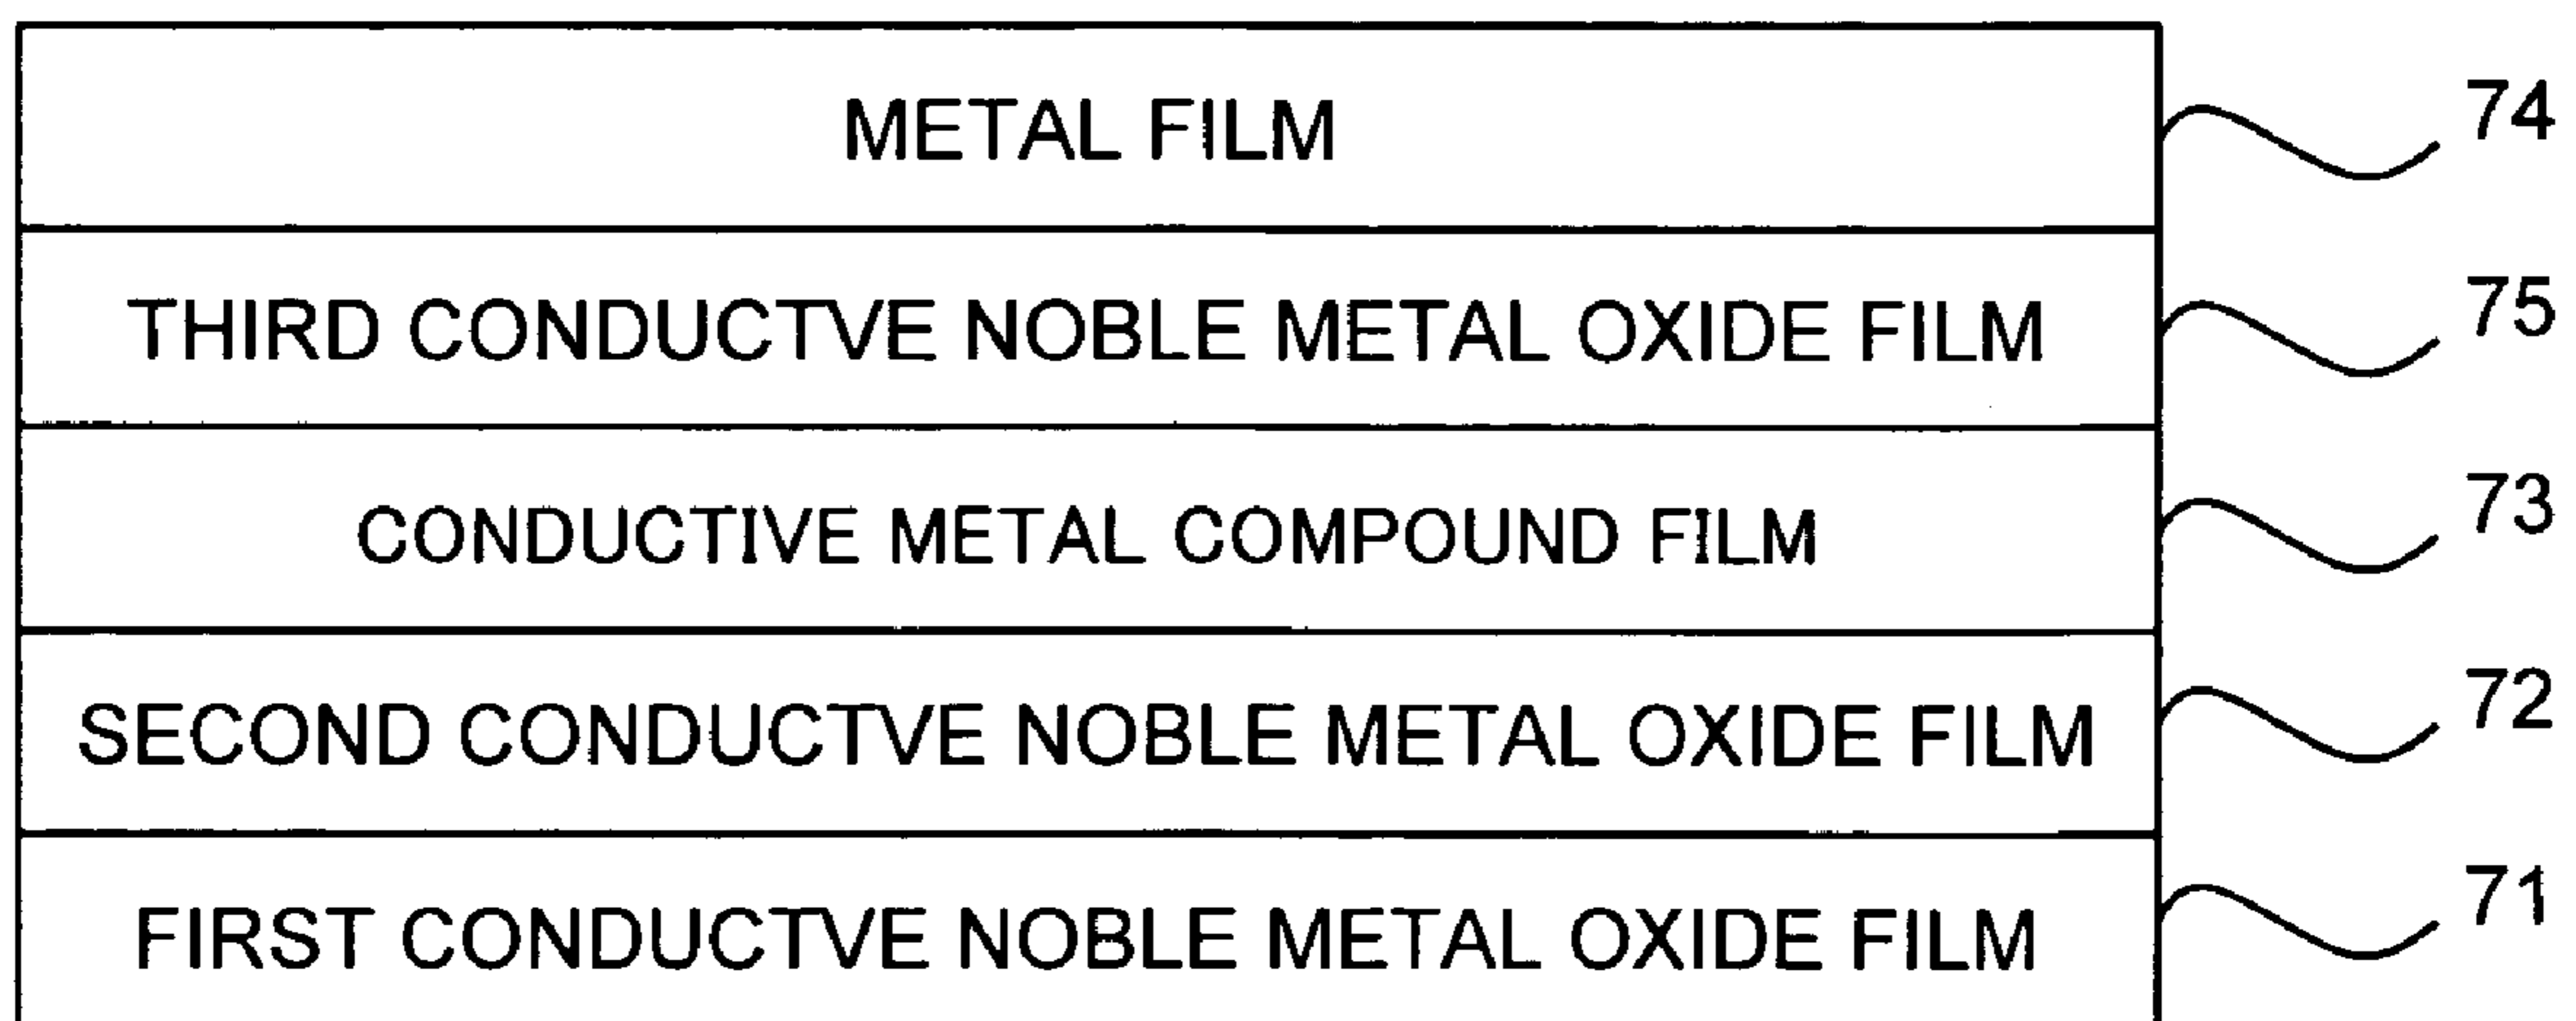 METAL FILM 74
THIRD CONDUCTVE NOBLE METAL OXIDE FILM 75
CONDUCTIVE METAL COMPOUND FILM 73
SECOND CONDUCTVE NOBLE METAL OXIDE FILM 72
FIRST CONDUCTVE NOBLE METAL OXIDE FILM 71